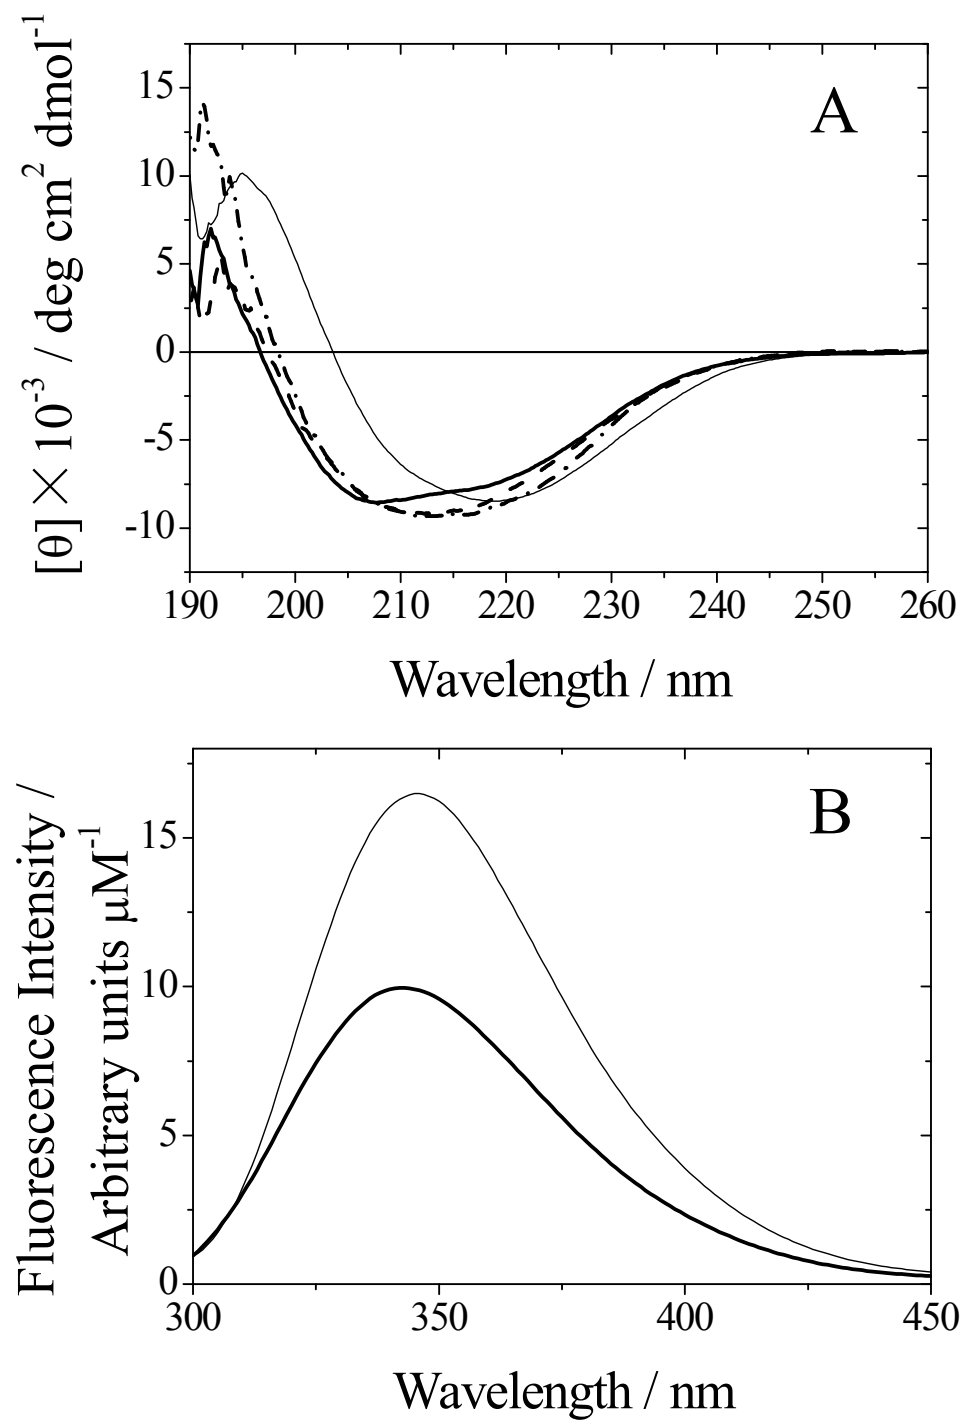 A
[θ] × 10⁻³ / deg cm² dmol⁻¹
15
10
5
0
-5
-10
190 200 210 220 230 240 250 260
Wavelength / nm
B
Fluorescence Intensity /
Arbitrary units μM⁻¹
15
10
5
0
300 350 400 450
Wavelength / nm